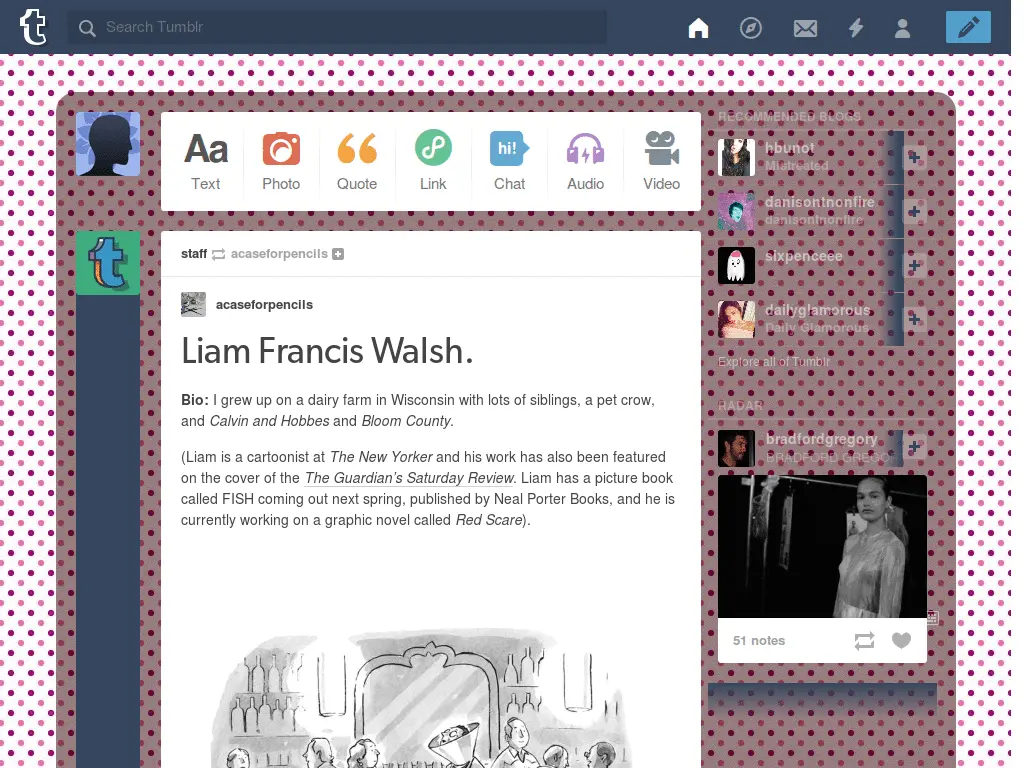 Search Tumblr
Aa
hi!
Text
Photo
Quote
Link
Chat
Audio
Video
staff acaseforpencils
acaseforpencils
Liam Francis Walsh.
Bio: I grew up on a dairy farm in Wisconsin with lots of siblings, a pet crow,
and Calvin and Hobbes and Bloom County.
(Liam is a cartoonist at The New Yorker and his work has also been featured
on the cover of the The Guardian’s Saturday Review. Liam has a picture book
called FISH coming out next spring, published by Neal Porter Books, and he is
currently working on a graphic novel called Red Scare).
RECOMMENDED BLOGS
hbunot
Mistreated
danisontnonfire
danisontnonfire
sixpenceee
dailyglamorous
Daily Glamorous
Explore all of Tumblr
RADAR
bradfordgregory
BRADFORD GREGO
51 notes